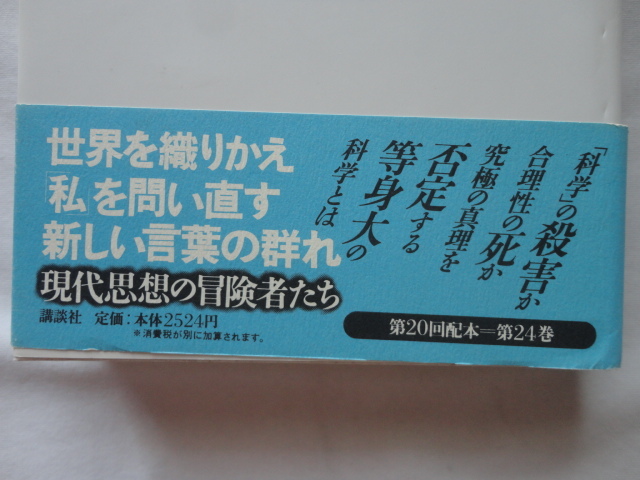 世界を織りかえ
「私」を問い直す
新しい言葉の群れ
現代思想の冒険者たち
講談社 定価:本体2524円
※消費税が別に加算されます。
「科学」の殺害か
合理性の死か
究極の真理を
否定する
等身大の
科学とは
第20回配本=第24巻